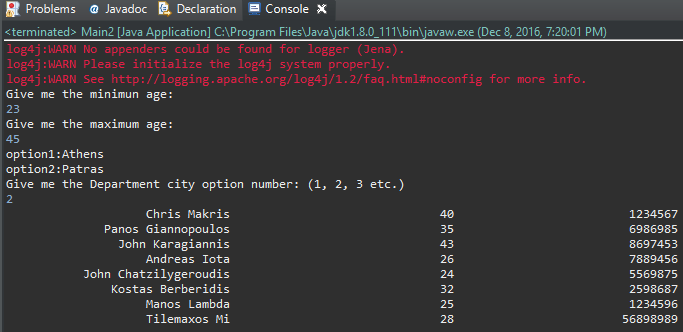 Problems @ Javadoc Declaration Console
<terminated> Main2 [Java Application] C:\Program Files\Java\jdk1.8.0_111\bin\javaw.exe (Dec 8, 2016, 7:20:01 PM)
log4j:WARN No appenders could be found for logger (Jena).
log4j:WARN Please initialize the log4j system properly.
log4j:WARN See http://logging.apache.org/log4j/1.2/faq.html#noconfig for more info.
Give me the minimun age:
23
Give me the maximum age:
45
option1:Athens
option2:Patras
Give me the Department city option number: (1, 2, 3 etc.)
2
Chris Makris 40 1234567
Panos Giannopoulos 35 6986985
John Karagiannis 43 8697453
Andreas Iota 26 7889456
John Chatzilygeroudis 24 5569875
Kostas Berberidis 32 2598687
Manos Lambda 25 1234596
Tilemaxos Mi 28 56898989